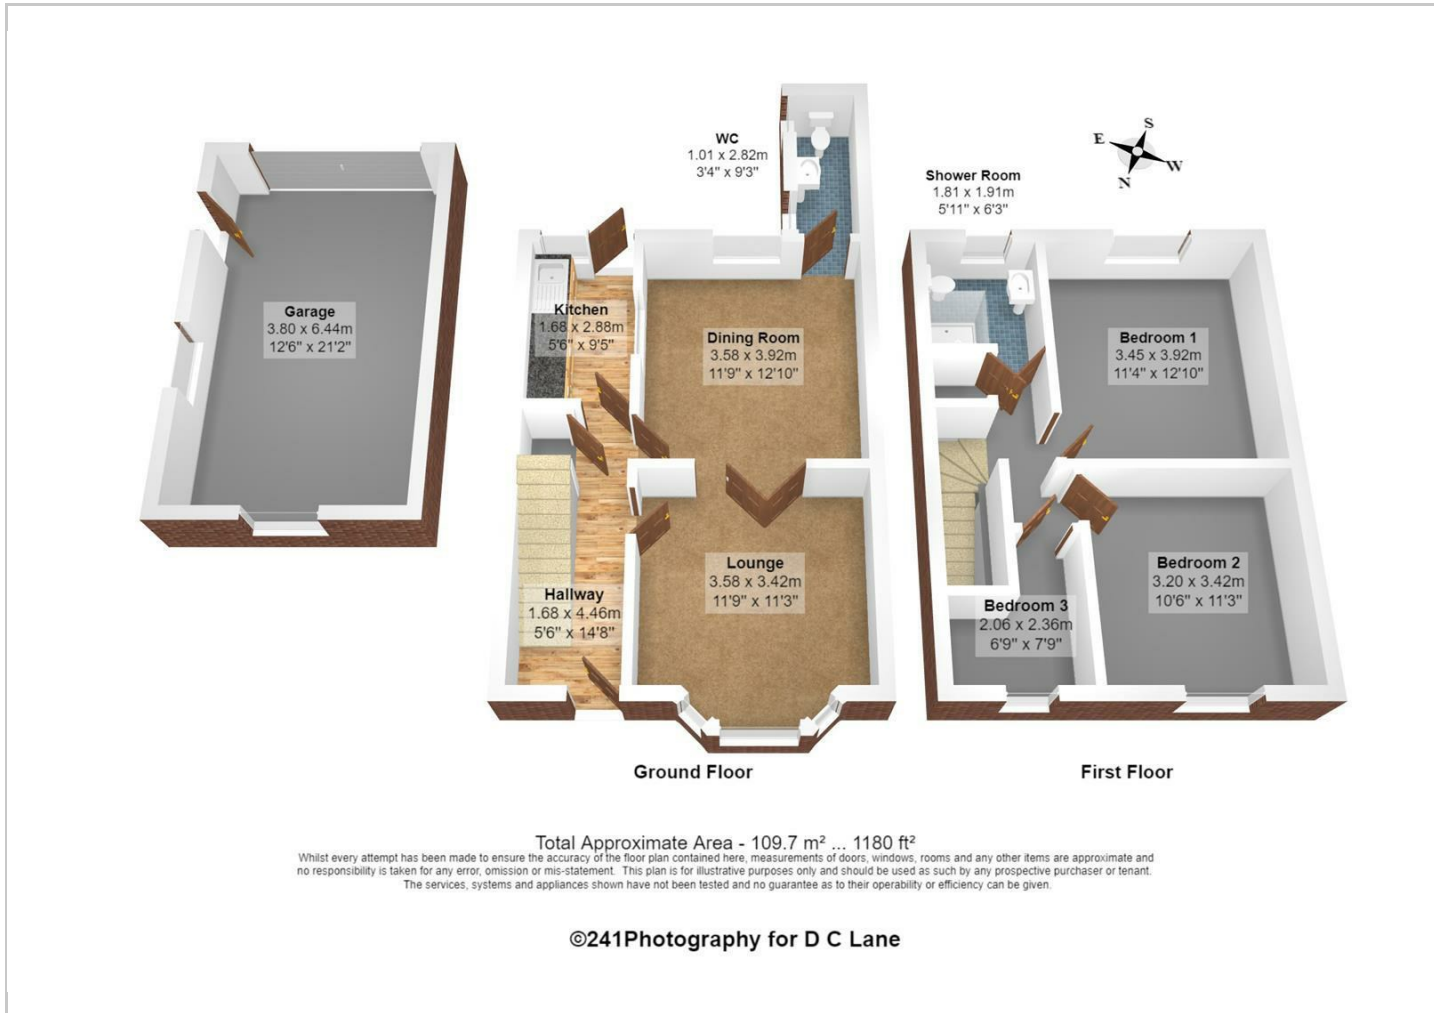 WC
1.01 x 2.82m
3'4" x 9'3"
S
E
W
N
Shower Room
1.81 x 1.91m
5'11" x 6'3"
Garage
3.80 x 6.44m
12'6" x 21'2"
Kitchen
1.68 x 2.88m
5'6" x 9'5"
Dining Room
3.58 x 3.92m
11'9" x 12'10"
Bedroom 1
3.45 x 3.92m
11'4" x 12'10"
Hallway
1.68 x 4.46m
5'6" x 14'8"
Lounge
3.58 x 3.42m
11'9" x 11'3"
Bedroom 3
2.06 x 2.36m
6'9" x 7'9"
Bedroom 2
3.20 x 3.42m
10'6" x 11'3"
Ground Floor
First Floor
Total Approximate Area - 109.7 m² ... 1180 ft²
Whilst every attempt has been made to ensure the accuracy of the floor plan contained here, measurements of doors, windows, rooms and any other items are approximate and
no responsibility is taken for any error, omission or mis-statement. This plan is for illustrative purposes only and should be used as such by any prospective purchaser or tenant.
The services, systems and appliances shown have not been tested and no guarantee as to their operability or efficiency can be given.
©241Photography for D C Lane